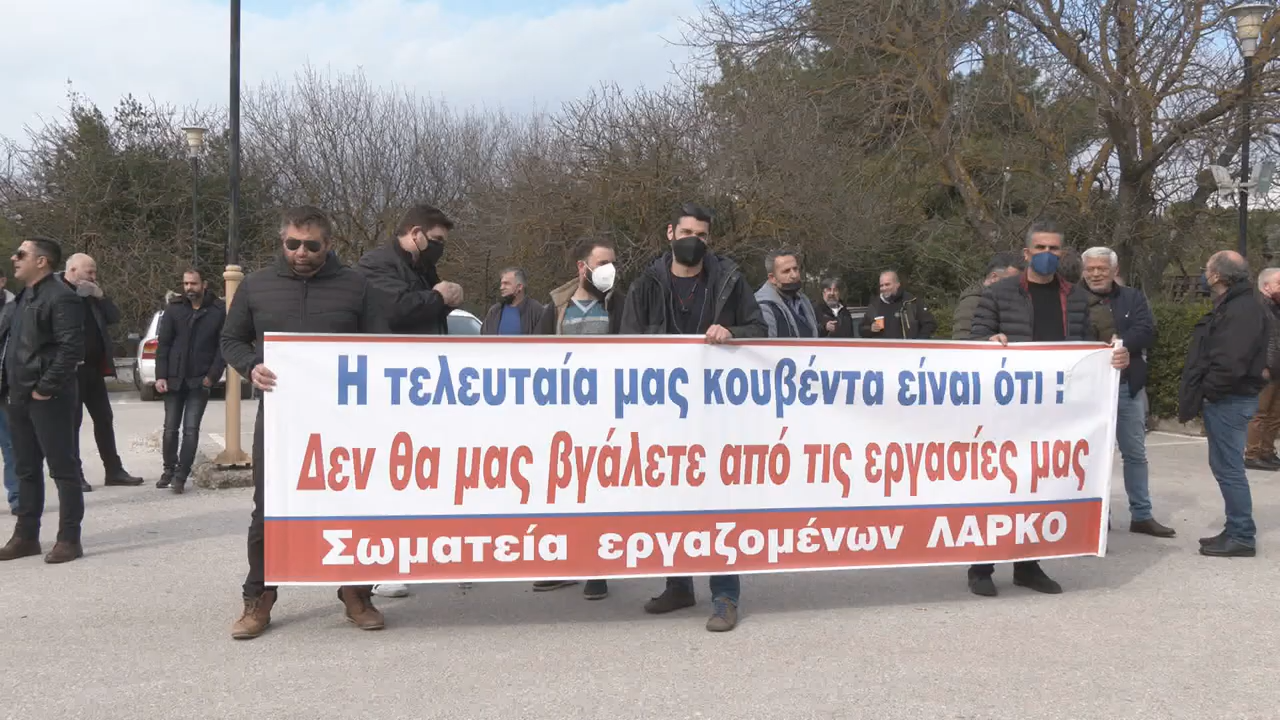 Η τελευταία μας κουβέντα είναι ότι :
Δεν θα μας βγάλετε από τις εργασίες μας
Σωματεία εργαζομένων ΛΑΡΚΟ